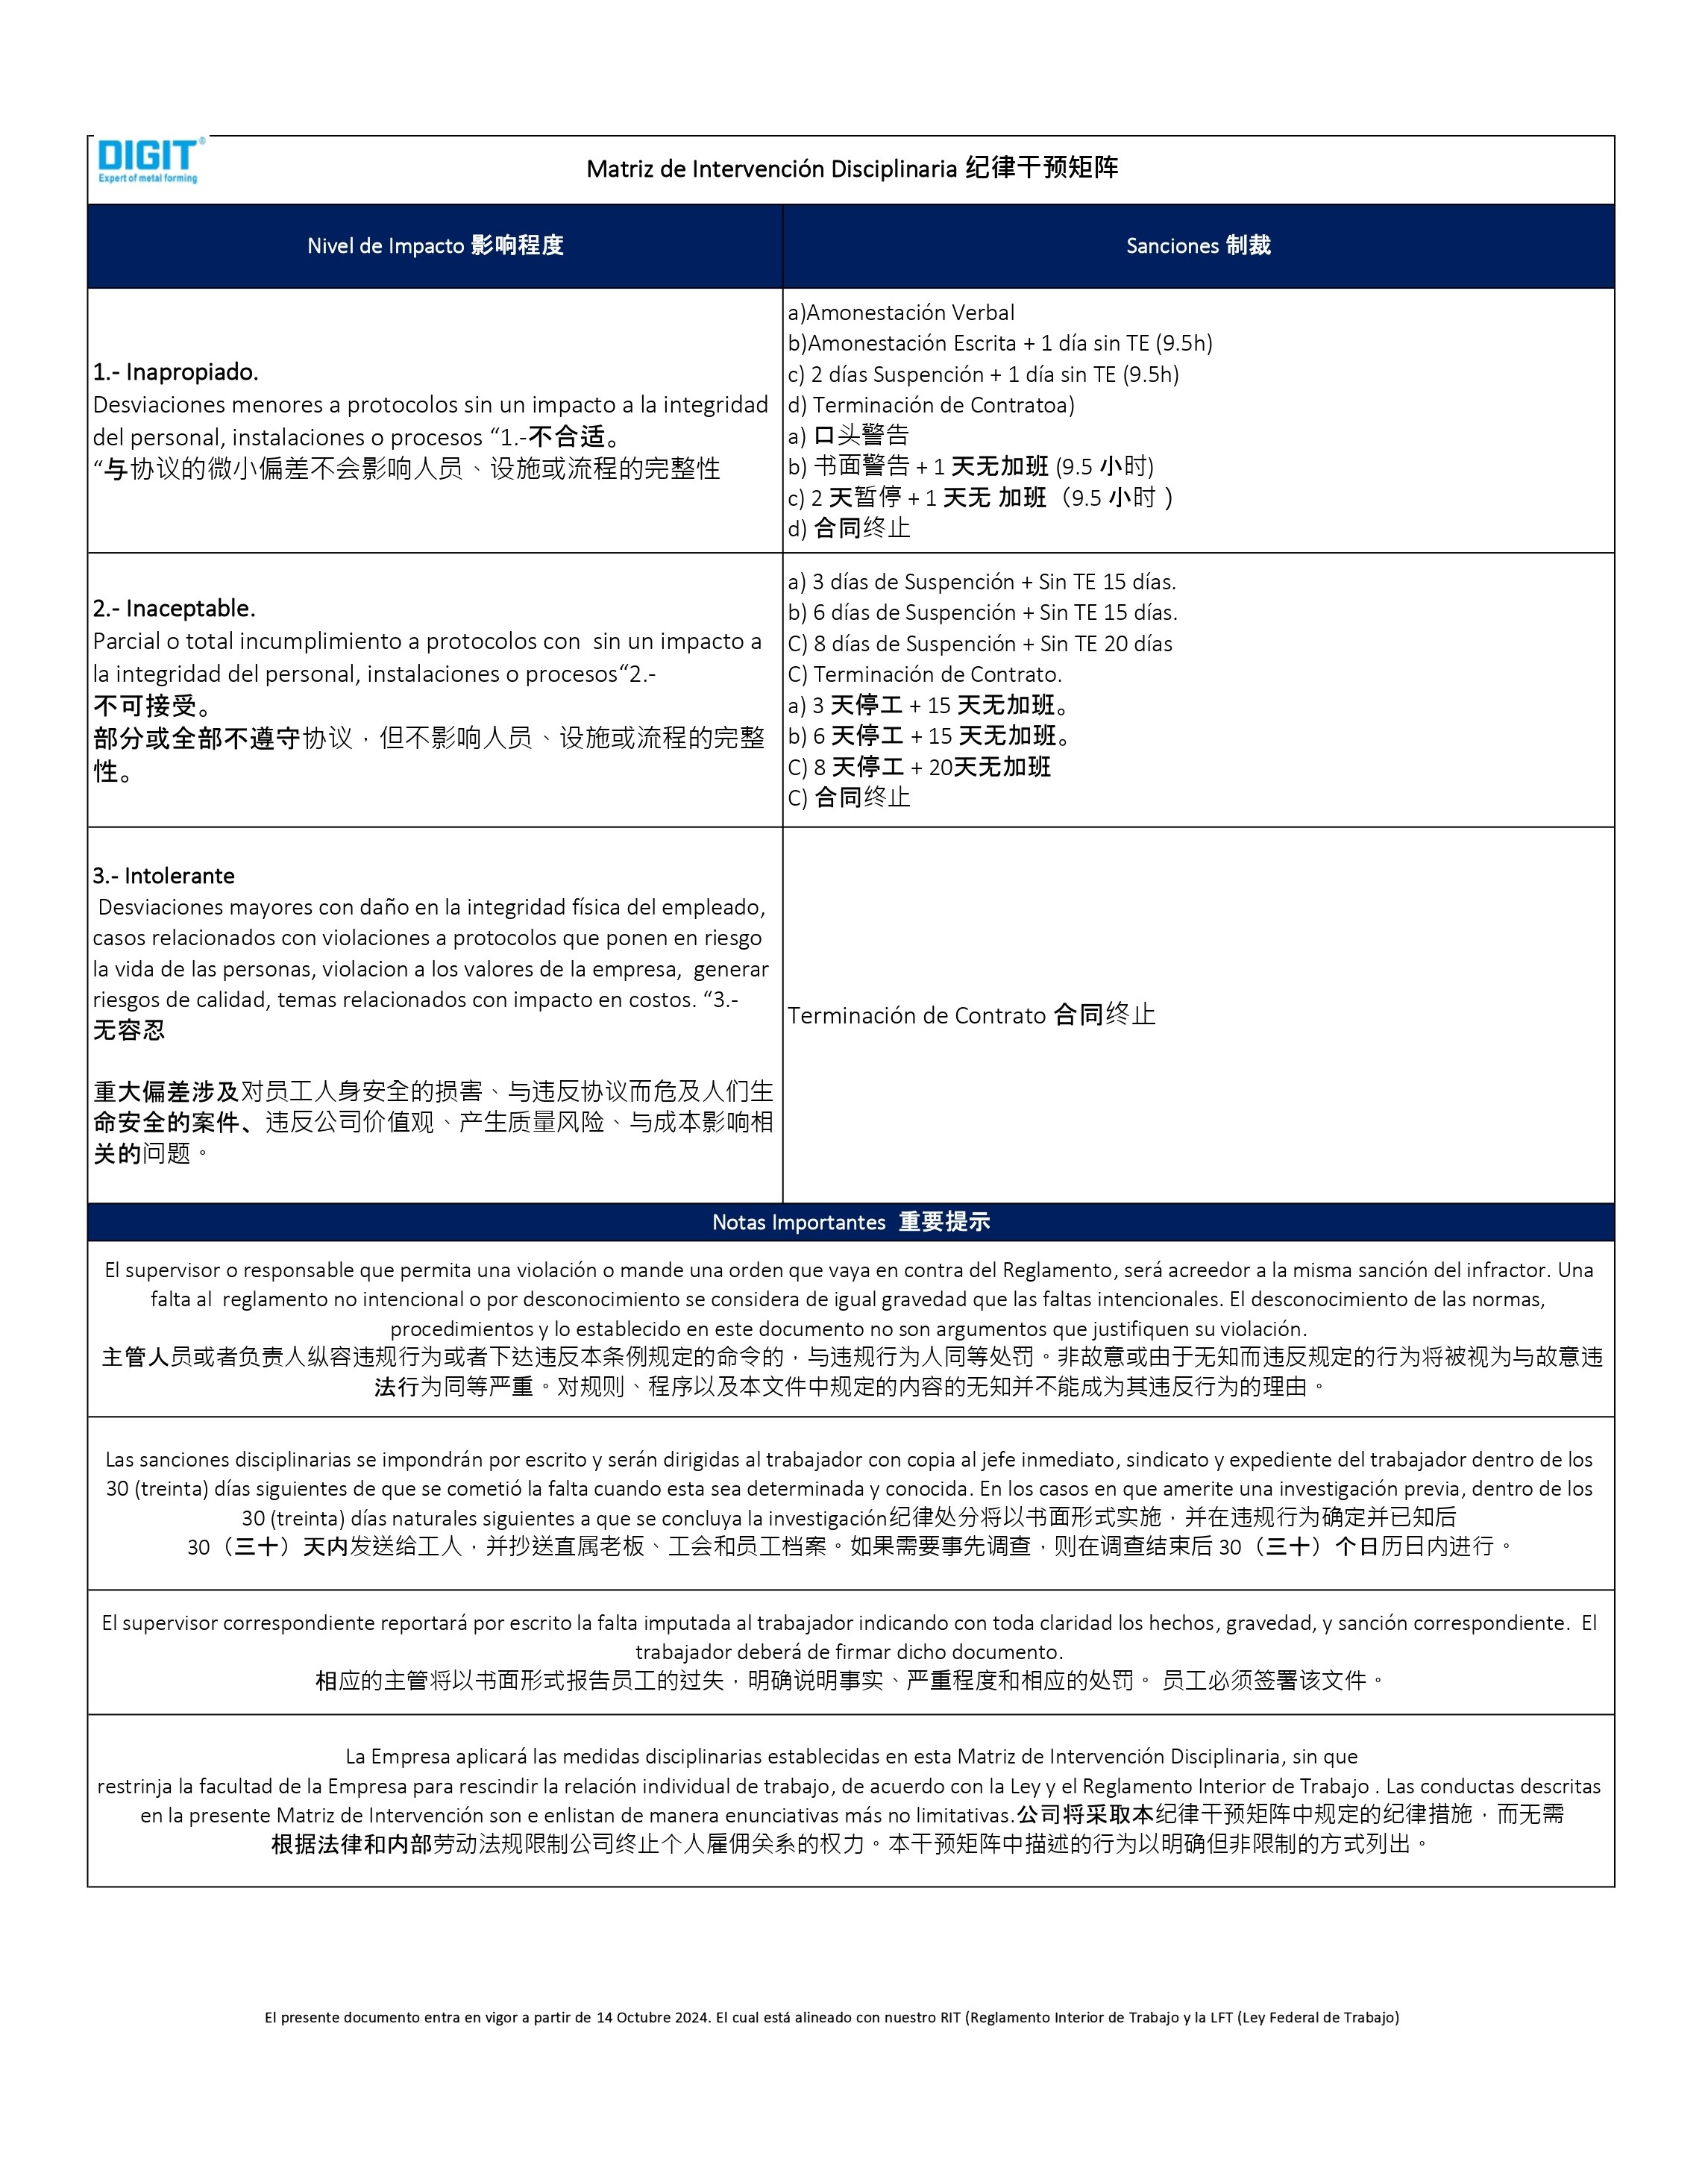 DIGIT®
Expert of metal forming
Matriz de Intervención Disciplinaria 纪律干预矩阵
Nivel de Impacto 影响程度
Sanciones 制裁
1.- Inapropiado.
Desviaciones menores a protocolos sin un impacto a la integridad
del personal, instalaciones o procesos “1.-不合适。
“与协议的微小偏差不会影响人员、设施或流程的完整性
a)Amonestación Verbal
b)Amonestación Escrita + 1 día sin TE (9.5h)
c) 2 días Suspención + 1 día sin TE (9.5h)
d) Terminación de Contratoa)
a) 口头警告
b) 书面警告 + 1 天无加班 (9.5 小时)
c) 2 天暂停 + 1 天无 加班（9.5 小时 )
d) 合同终止
2.- Inaceptable.
Parcial o total incumplimiento a protocolos con  sin un impacto a
la integridad del personal, instalaciones o procesos“2.-
不可接受。
部分或全部不遵守协议，但不影响人员、设施或流程的完整
性。
a) 3 días de Suspención + Sin TE 15 días.
b) 6 días de Suspención + Sin TE 15 días.
C) 8 días de Suspención + Sin TE 20 días
C) Terminación de Contrato.
a) 3 天停工 + 15 天无加班。
b) 6 天停工 + 15 天无加班。
C) 8 天停工 + 20天无加班
C) 合同终止
3.- Intolerante
Desviaciones mayores con daño en la integridad física del empleado,
casos relacionados con violaciones a protocolos que ponen en riesgo
la vida de las personas, violacion a los valores de la empresa,  generar
riesgos de calidad, temas relacionados con impacto en costos. “3.-
无容忍
重大偏差涉及对员工人身安全的损害、与违反协议而危及人们生
命安全的案件、违反公司价值观、产生质量风险、与成本影响相
关的问题。
Terminación de Contrato 合同终止
Notas Importantes  重要提示
El supervisor o responsable que permita una violación o mande una orden que vaya en contra del Reglamento, será acreedor a la misma sanción del infractor. Una
falta al  reglamento no intencional o por desconocimiento se considera de igual gravedad que las faltas intencionales. El desconocimiento de las normas,
procedimientos y lo establecido en este documento no son argumentos que justifiquen su violación.
主管人员或者负责人纵容违规行为或者下达违反本条例规定的命令的，与违规行为人同等处罚。非故意或由于无知而违反规定的行为将被视为与故意违
法行为同等严重。对规则、程序以及本文件中规定的内容的无知并不能成为其违反行为的理由。
Las sanciones disciplinarias se impondrán por escrito y serán dirigidas al trabajador con copia al jefe inmediato, sindicato y expediente del trabajador dentro de los
30 (treinta) días siguientes de que se cometió la falta cuando esta sea determinada y conocida. En los casos en que amerite una investigación previa, dentro de los
30 (treinta) días naturales siguientes a que se concluya la investigación纪律处分将以书面形式实施，并在违规行为确定并已知后
30（三十）天内发送给工人，并抄送直属老板、工会和员工档案。如果需要事先调查，则在调查结束后 30（三十）个日历日内进行。
El supervisor correspondiente reportará por escrito la falta imputada al trabajador indicando con toda claridad los hechos, gravedad, y sanción correspondiente.  El
trabajador deberá de firmar dicho documento.
相应的主管将以书面形式报告员工的过失，明确说明事实、严重程度和相应的处罚。 员工必须签署该文件。
La Empresa aplicará las medidas disciplinarias establecidas en esta Matriz de Intervención Disciplinaria, sin que
restrinja la facultad de la Empresa para rescindir la relación individual de trabajo, de acuerdo con la Ley y el Reglamento Interior de Trabajo . Las conductas descritas
en la presente Matriz de Intervención son e enlistan de manera enunciativas más no limitativas.公司将采取本纪律干预矩阵中规定的纪律措施，而无需
根据法律和内部劳动法规限制公司终止个人雇佣关系的权力。本干预矩阵中描述的行为以明确但非限制的方式列出。
El presente documento entra en vigor a partir de 14 Octubre 2024. El cual está alineado con nuestro RIT (Reglamento Interior de Trabajo y la LFT (Ley Federal de Trabajo)